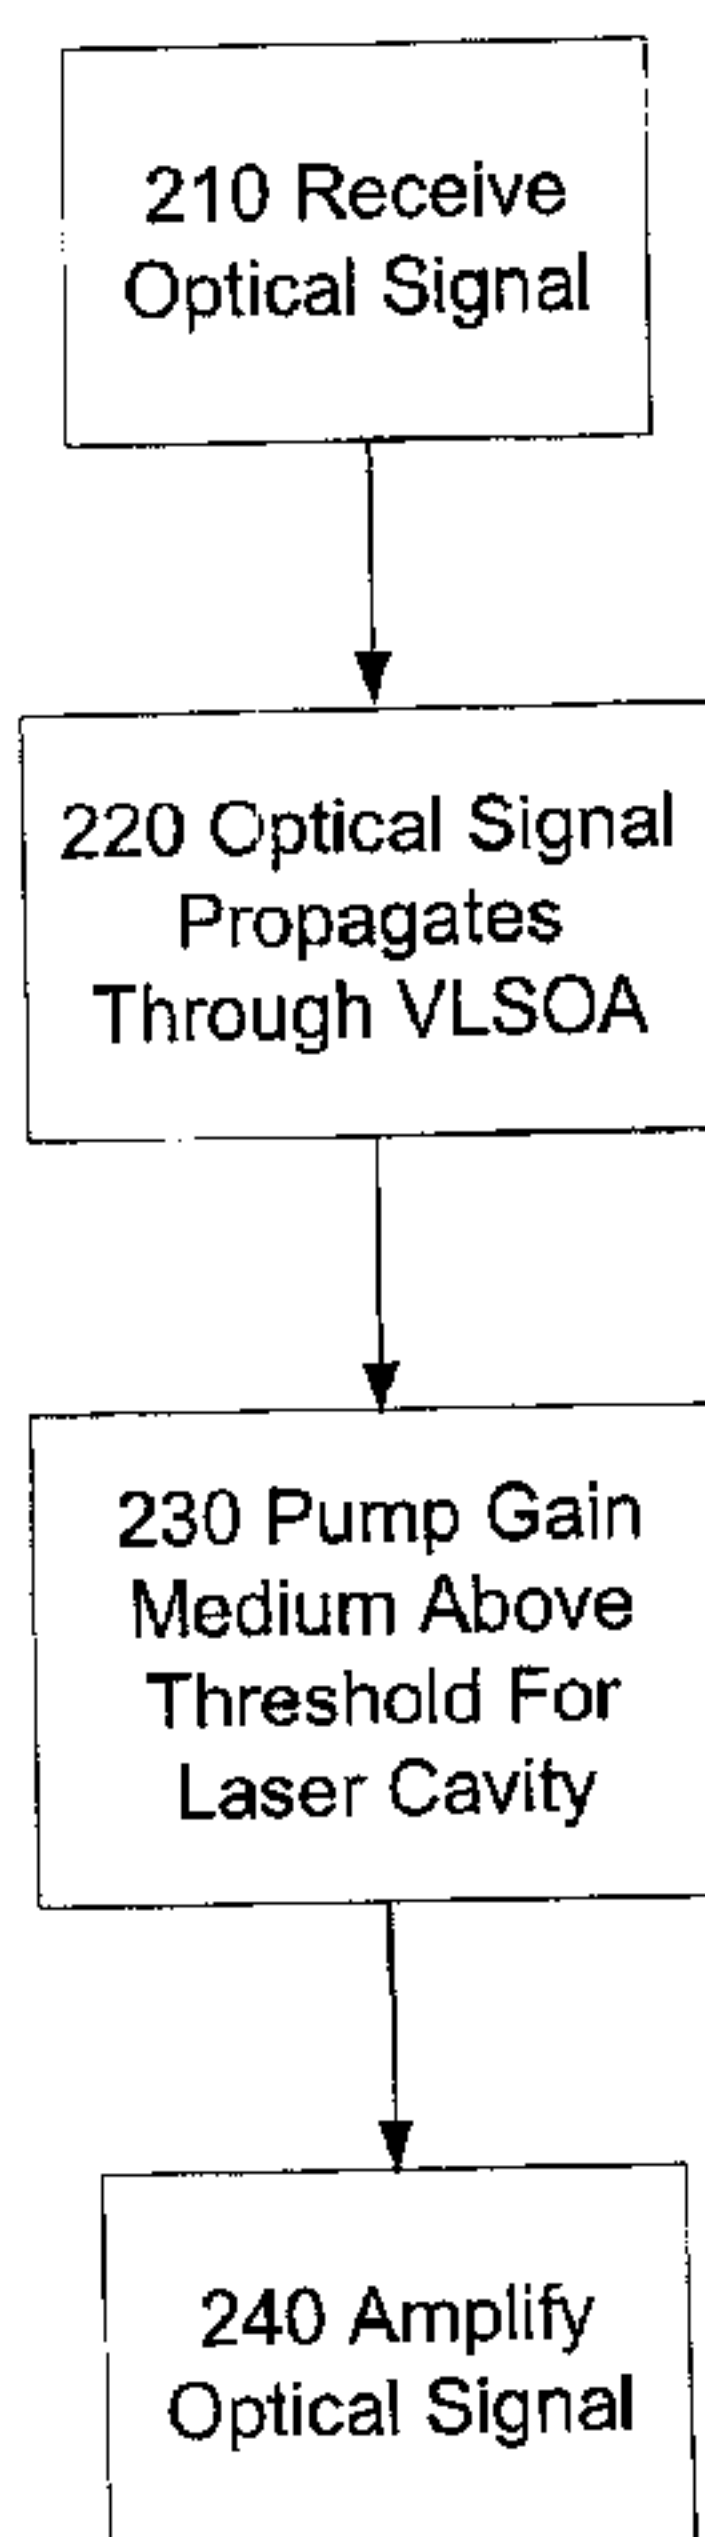 210 Receive
Optical Signal
220 Optical Signal
Propagates
Through VLSOA
230 Pump Gain
Medium Above
Threshold For
Laser Cavity
240 Amplify
Optical Signal